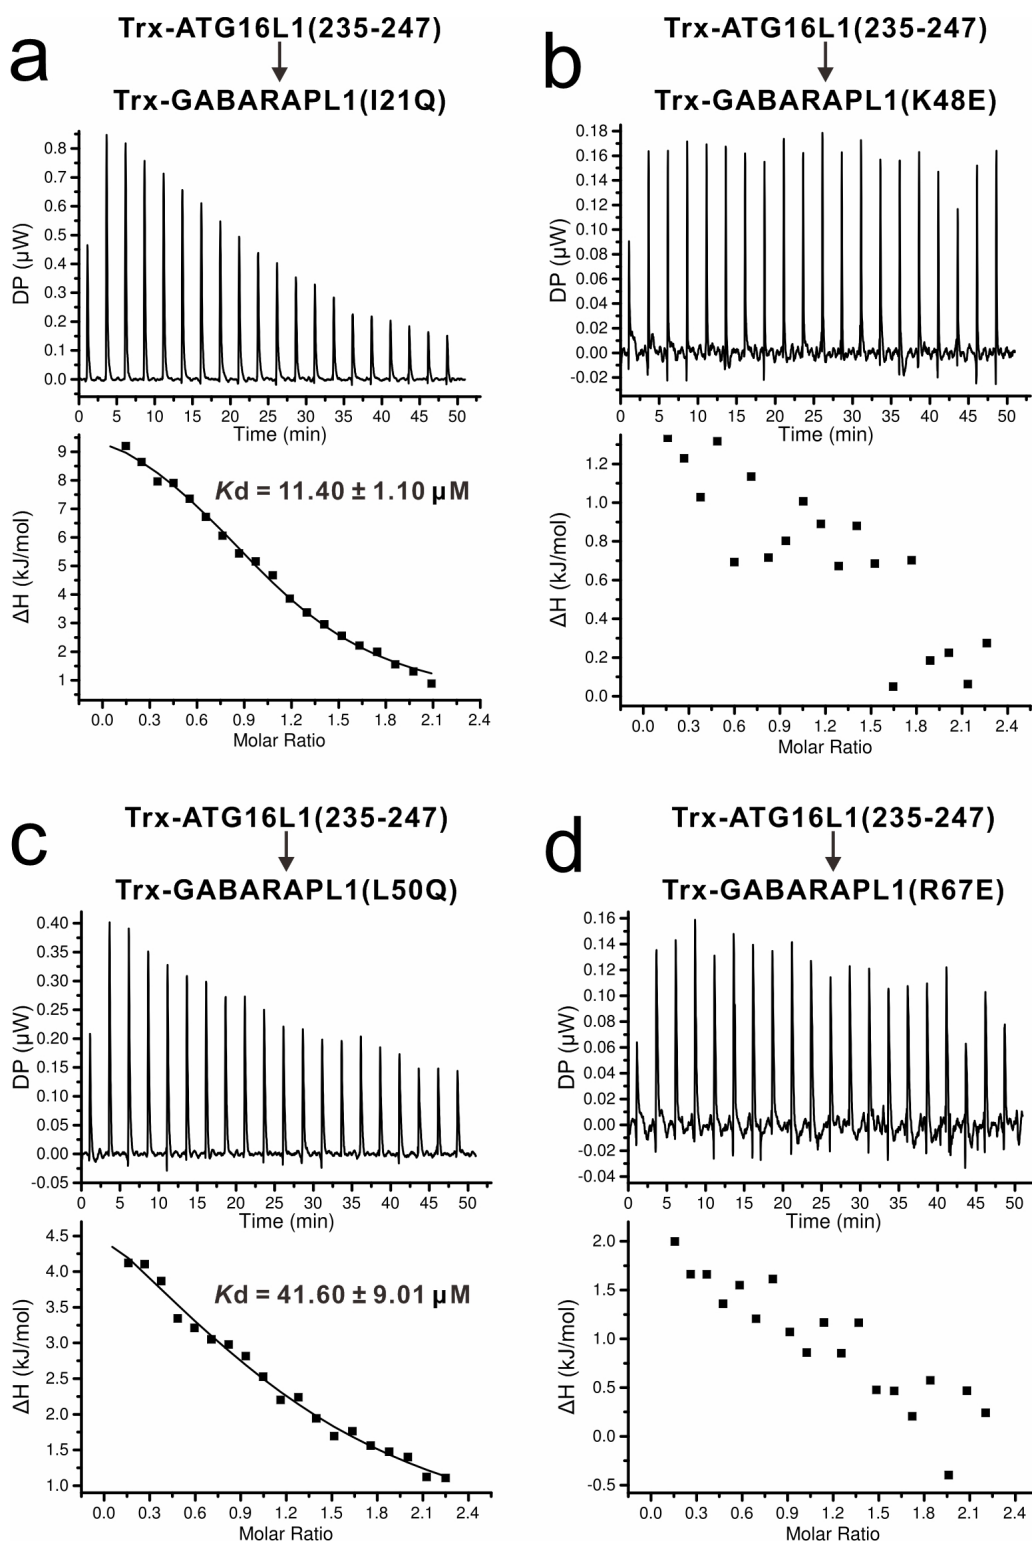 a
Trx-ATG16L1(235-247)
Trx-GABARAPL1(I21Q)
DP (μW)
0.8
0.7
0.6
0.5
0.4
0.3
0.2
0.1
0.0
0 5 10 15 20 25 30 35 40 45 50
Time (min)
ΔH (kJ/mol)
9
8
7
6
5
4
3
2
1
Kd = 11.40 ± 1.10 μM
0.0 0.3 0.6 0.9 1.2 1.5 1.8 2.1 2.4
Molar Ratio
b
Trx-ATG16L1(235-247)
Trx-GABARAPL1(K48E)
DP (μW)
0.18
0.16
0.14
0.12
0.10
0.08
0.06
0.04
0.02
0.00
-0.02
0 5 10 15 20 25 30 35 40 45 50
Time (min)
ΔH (kJ/mol)
1.2
1.0
0.8
0.6
0.4
0.2
0.0
0.0 0.3 0.6 0.9 1.2 1.5 1.8 2.1 2.4
Molar Ratio
c
Trx-ATG16L1(235-247)
Trx-GABARAPL1(L50Q)
DP (μW)
0.40
0.35
0.30
0.25
0.20
0.15
0.10
0.05
0.00
-0.05
0 5 10 15 20 25 30 35 40 45 50
Time (min)
ΔH (kJ/mol)
4.5
4.0
3.5
3.0
2.5
2.0
1.5
1.0
Kd = 41.60 ± 9.01 μM
0.0 0.3 0.6 0.9 1.2 1.5 1.8 2.1 2.4
Molar Ratio
d
Trx-ATG16L1(235-247)
Trx-GABARAPL1(R67E)
DP (μW)
0.16
0.14
0.12
0.10
0.08
0.06
0.04
0.02
0.00
-0.02
-0.04
0 5 10 15 20 25 30 35 40 45 50
Time (min)
ΔH (kJ/mol)
2.0
1.5
1.0
0.5
0.0
-0.5
0.0 0.3 0.6 0.9 1.2 1.5 1.8 2.1 2.4
Molar Ratio